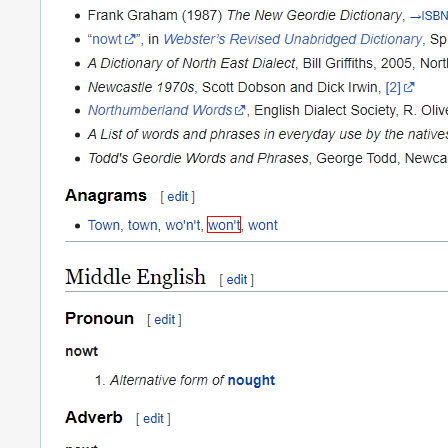 Frank Graham (1987) The New Geordie Dictionary, →ISBN
“nowt”, in Webster’s Revised Unabridged Dictionary, Sp
A Dictionary of North East Dialect, Bill Griffiths, 2005, Nort
Newcastle 1970s, Scott Dobson and Dick Irwin, [2]
Northumberland Words, English Dialect Society, R. Olive
A List of words and phrases in everyday use by the natives
Todd's Geordie Words and Phrases, George Todd, Newca
Anagrams [ edit ]
Town, town, wo'n't, won't, wont
Middle English [ edit ]
Pronoun [ edit ]
nowt
1. Alternative form of nought
Adverb [ edit ]